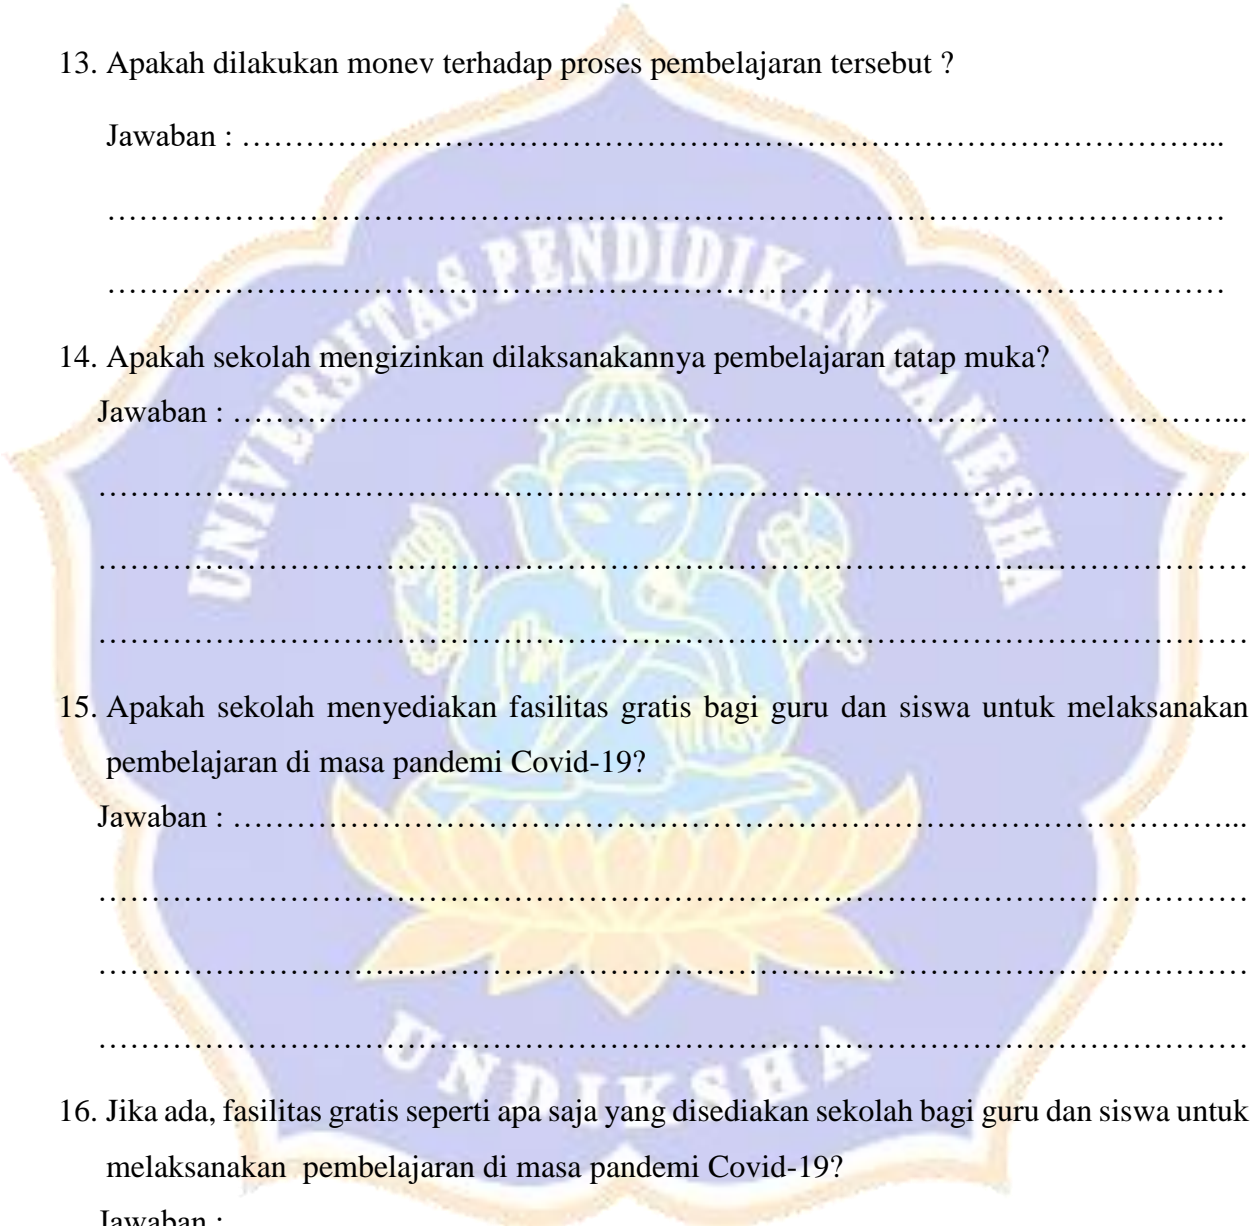 13. Apakah dilakukan monev terhadap proses pembelajaran tersebut ?
Jawaban : ………………………………………………………………………………...
……………………………………………………………………………………………
……………………………………………………………………………………………
UNIVERSITAS PENDIDIKAN GANESHA
14. Apakah sekolah mengizinkan dilaksanakannya pembelajaran tatap muka?
Jawaban : …………………………………………………………………………………...
………………………………………………………………………………………………
………………………………………………………………………………………………
………………………………………………………………………………………………
15. Apakah sekolah menyediakan fasilitas gratis bagi guru dan siswa untuk melaksanakan
pembelajaran di masa pandemi Covid-19?
Jawaban : …………………………………………………………………………………...
………………………………………………………………………………………………
………………………………………………………………………………………………
………………………………………………………………………………………………
UNDIKSHA
16. Jika ada, fasilitas gratis seperti apa saja yang disediakan sekolah bagi guru dan siswa untuk
melaksanakan pembelajaran di masa pandemi Covid-19?
Jawaban :